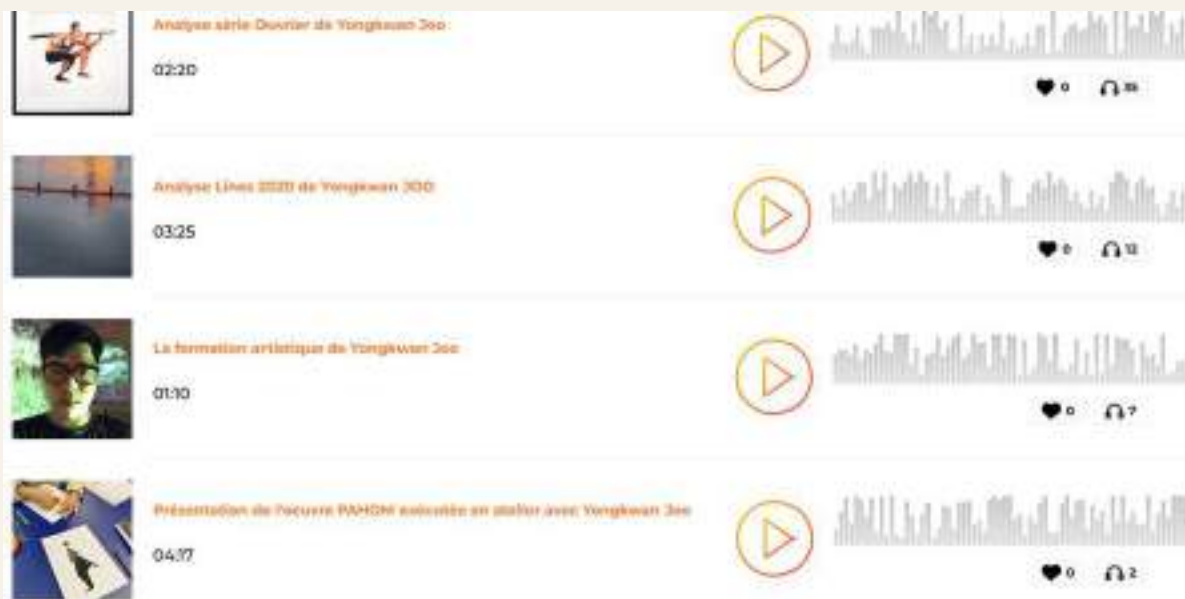 Analyse série Ouvrier de Yongkwan Joo
02:20
0
Analyse Lines 2020 de Yongkwan JOO
03:25
0 12
La formation artistique de Yongkwan Joo
01:10
0 7
Présentation de l'oeuvre PAHOM exécutée en atelier avec Yongkwan Joo
04:17
0 2